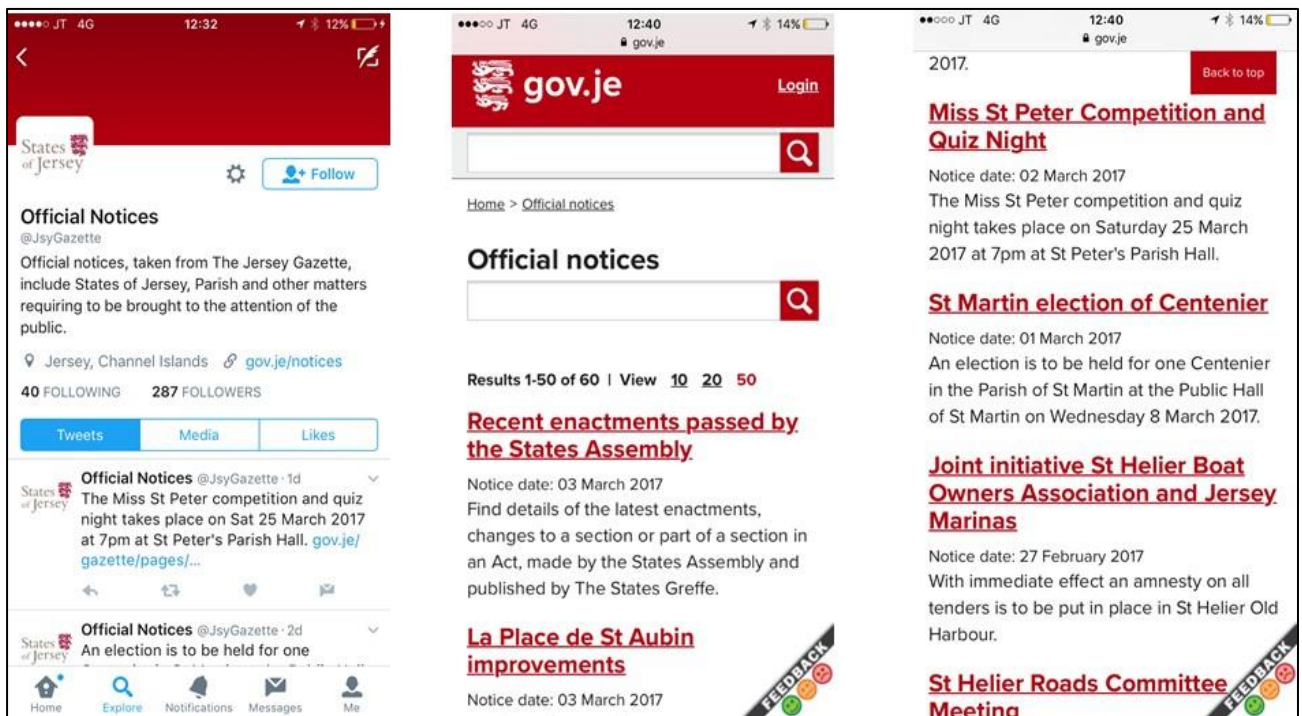 JT 4G 12:32 12%
States
of Jersey
Follow
Official Notices
@JsyGazette
Official notices, taken from The Jersey Gazette,
include States of Jersey, Parish and other matters
requiring to be brought to the attention of the
public.
Jersey, Channel Islands gov.je/notices
40 FOLLOWING 287 FOLLOWERS
Tweets Media Likes
States
of Jersey
Official Notices @JsyGazette · 1d
The Miss St Peter competition and quiz
night takes place on Sat 25 March 2017
at 7pm at St Peter's Parish Hall. gov.je/
gazette/pages/...
States
of Jersey
Official Notices @JsyGazette · 2d
An election is to be held for one
Home Explore Notifications Messages Me
JT 4G 12:40 14%
gov.je
gov.je Login
Home > Official notices
Official notices
Results 1-50 of 60 | View 10 20 50
Recent enactments passed by
the States Assembly
Notice date: 03 March 2017
Find details of the latest enactments,
changes to a section or part of a section in
an Act, made by the States Assembly and
published by The States Greffe.
La Place de St Aubin
improvements
Notice date: 03 March 2017
FEEDBACK
JT 4G 12:40 14%
gov.je
2017.
Back to top
Miss St Peter Competition and
Quiz Night
Notice date: 02 March 2017
The Miss St Peter competition and quiz
night takes place on Saturday 25 March
2017 at 7pm at St Peter's Parish Hall.
St Martin election of Centenier
Notice date: 01 March 2017
An election is to be held for one Centenier
in the Parish of St Martin at the Public Hall
of St Martin on Wednesday 8 March 2017.
Joint initiative St Helier Boat
Owners Association and Jersey
Marinas
Notice date: 27 February 2017
With immediate effect an amnesty on all
tenders is to be put in place in St Helier Old
Harbour.
St Helier Roads Committee
Meeting
FEEDBACK